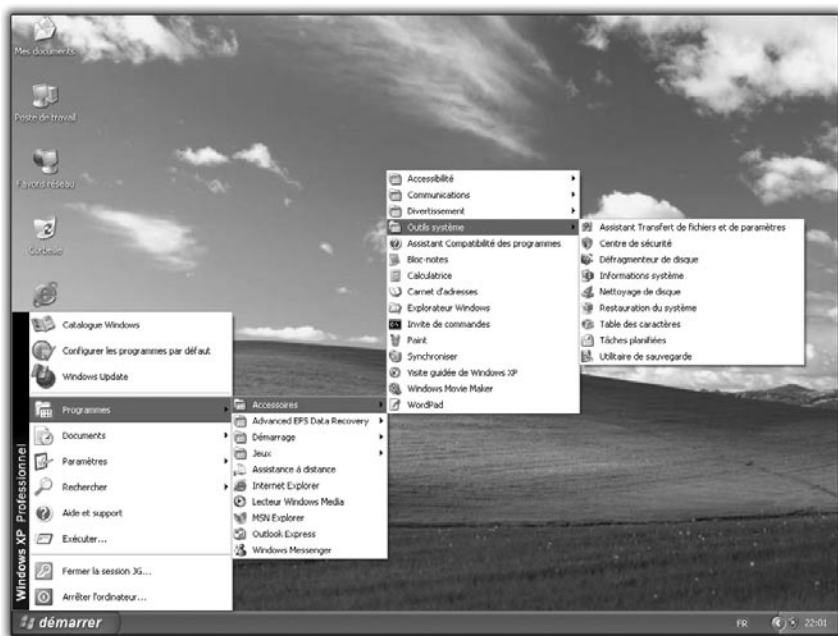 Mes documents
Poste de travail
Favoris réseau
Corbeille
Catalogue Windows
Configurer les programmes par défaut
Windows Update
Programmes
Documents
Paramètres
Rechercher
Aide et support
Exécuter...
Fermer la session JG...
Arrêter l'ordinateur...
Windows XP Professionnel
Accessoires
Advanced EFS Data Recovery
Démarrage
Jeux
Assistance à distance
Internet Explorer
Lecteur Windows Media
MSN Explorer
Outlook Express
Windows Messenger
Accessibilité
Communications
Divertissement
Outils système
Assistant Compatibilité des programmes
Bloc-notes
Calculatrice
Carnet d'adresses
Explorateur Windows
Invite de commandes
Paint
Synchroniser
Visite guidée de Windows XP
Windows Movie Maker
WordPad
Assistant Transfert de fichiers et de paramètres
Centre de sécurité
Défragmenteur de disque
Informations système
Nettoyage de disque
Restauration du système
Table des caractères
Tâches planifiées
Utilitaire de sauvegarde
démarrer
FR
22:01